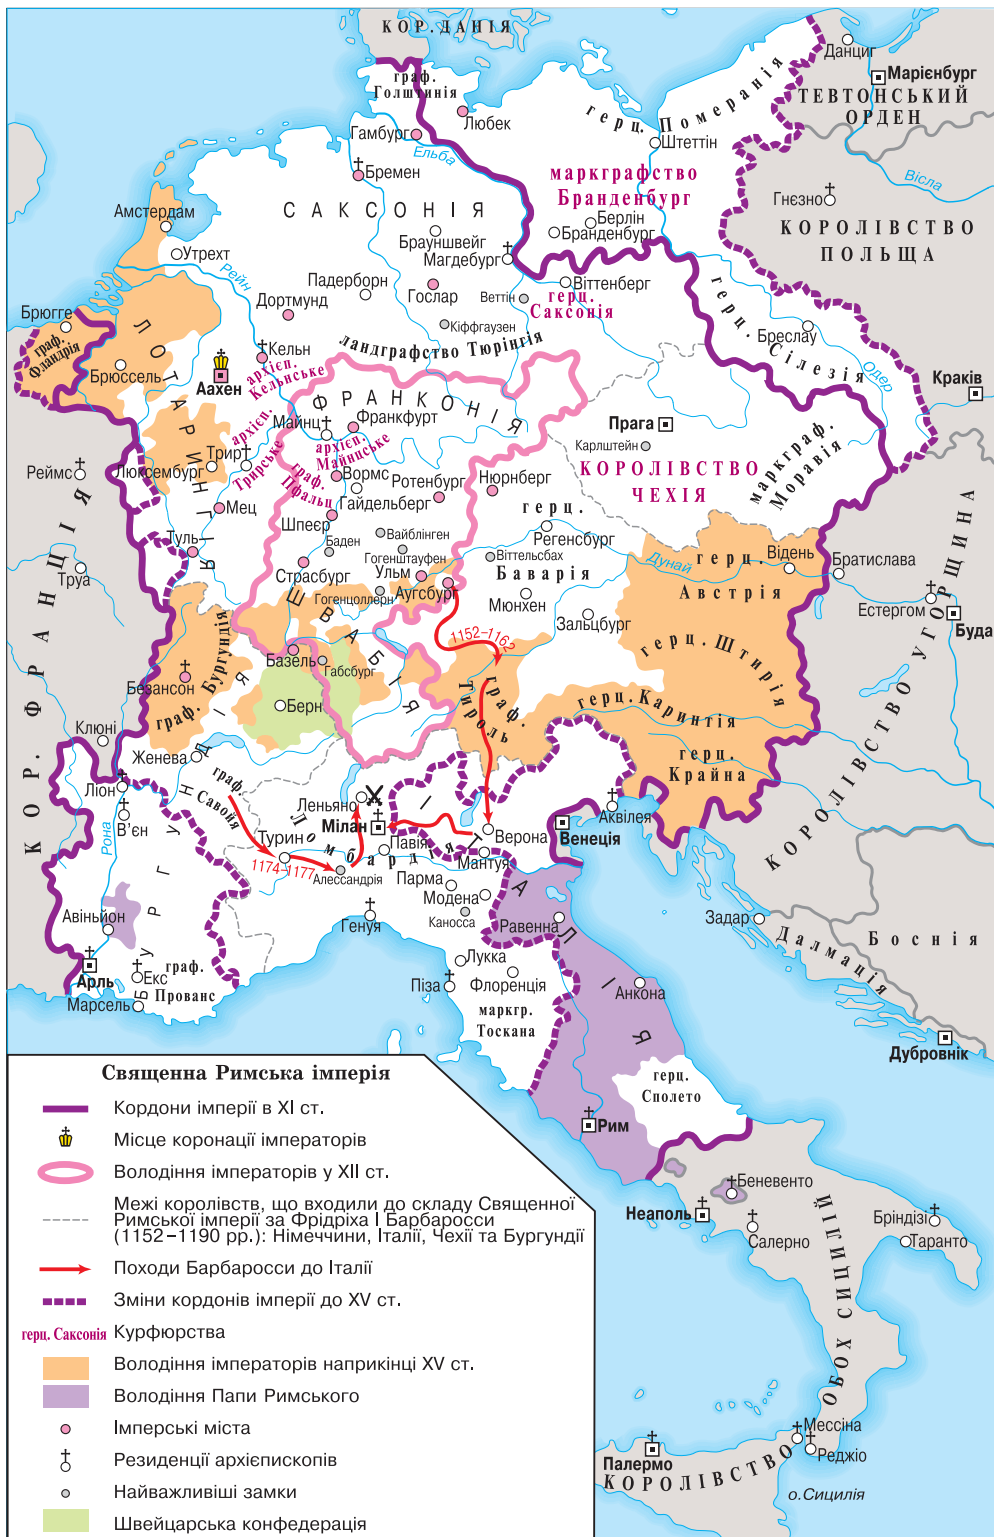 КОР. ДАНІЯ
граф.
Голштинія
Гамбург
Любек
Ельба
Бремен
герц. Померанія
Штеттін
Данциг
Марієнбург
ТЕВТОНСЬКИЙ
ОРДЕН
Вісла
Гнєзно
КОРОЛІВСТВО
ПОЛЬЩА
маркграфство
Бранденбург
Берлін
Бранденбург
САКСОНІЯ
Амстердам
Утрехт
Рейн
Брауншвейг
Магдебург
Падерборн
Гослар
Дортмунд
Веттін
Віттенберг
герц.
Саксонія
Кіффгаузен
ландграфство Тюрінгія
герц. Сілезія
Бреслау
Одер
Краків
Брюгге
граф.
Фландрія
Брюссель
ЛОТАРИНГІЯ
Аахен
Кельн
архієп.
Кельнське
ФРАНКОНІЯ
Франкфурт
Майнц
архієп.
Майнцське
архієп.
Трирське
Трир
Люксембург
граф.
Пфальц
Вормс
Гайдельберг
Ротенбург
Нюрнберг
Прага
Карлштейн
КОРОЛІВСТВО
ЧЕХІЯ
маркграф.
Моравія
Реймс
Мец
Шпеєр
Баден
Вайблінген
Гогенштауфен
Туль
Труа
Страсбург
Ульм
Гогенцоллерн
Аугсбург
герц.
Регенсбург
Віттельсбах
Баварія
Мюнхен
Зальцбург
Дунай
герц.
Австрія
Відень
Братислава
Естергом
Буда
КОРОЛІВСТВО УГОРЩИНА
КОР. ФРАНЦІЯ
ШВАБІЯ
1152–1162
Базель
Габсбург
Безансон
граф. Бургундія
Берн
граф.
Тироль
герц. Штирія
герц. Каринтія
герц.
Крайна
Клюні
Женева
БУРГУНДІЯ
граф.
Савойя
Ліон
В'єн
Рона
Леньяно
Мілан
Ломбардія
Турин
1174–1177
Алессандрія
Павія
Верона
Мантуя
Венеція
Аквілея
Парма
Модена
Каносса
Генуя
ІТАЛІЯ
Равенна
Авіньйон
Арль
Екс
граф.
Прованс
Марсель
Лукка
Флоренція
Піза
маркгр.
Тоскана
Анкона
Задар
Далмація
Боснія
Дубровнік
герц.
Сполето
Рим
Беневенто
Неаполь
Салерно
Бріндізі
Таранто
КОРОЛІВСТВО
ОБОХ СИЦИЛІЙ
Мессіна
Реджіо
Палермо
о.Сицилія
Священна Римська імперія
Кордони імперії в XI ст.
Місце коронації імператорів
Володіння імператорів у XII ст.
Межі королівств, що входили до складу Священної
Римської імперії за Фрідріха I Барбаросси
(1152–1190 рр.): Німеччини, Італії, Чехії та Бургундії
Походи Барбаросси до Італії
Зміни кордонів імперії до XV ст.
герц. Саксонія Курфюрства
Володіння імператорів наприкінці XV ст.
Володіння Папи Римського
Імперські міста
Резиденції архієпископів
Найважливіші замки
Швейцарська конфедерація